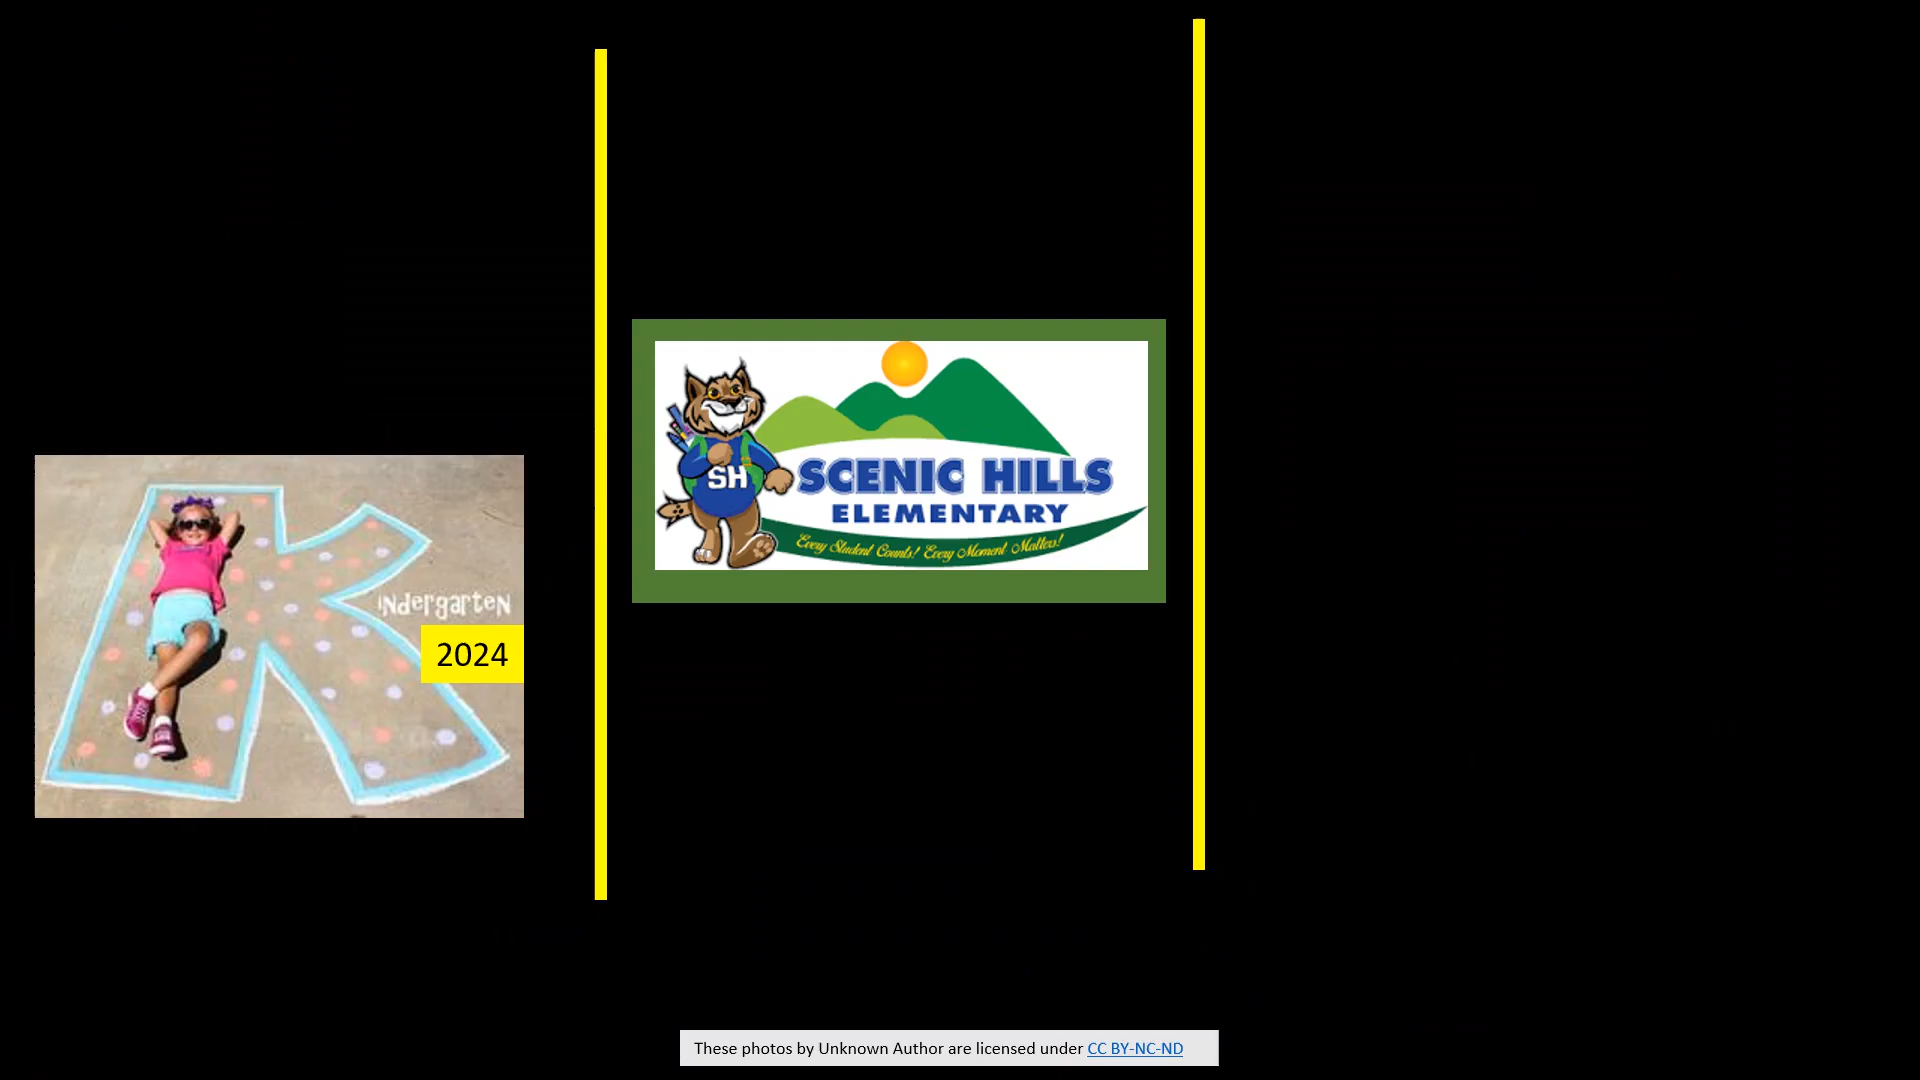 iNdergarteN
2024
SH
SCENIC HILLS
ELEMENTARY
Every Student Counts! Every Moment Matters!
These photos by Unknown Author are licensed under CC BY-NC-ND